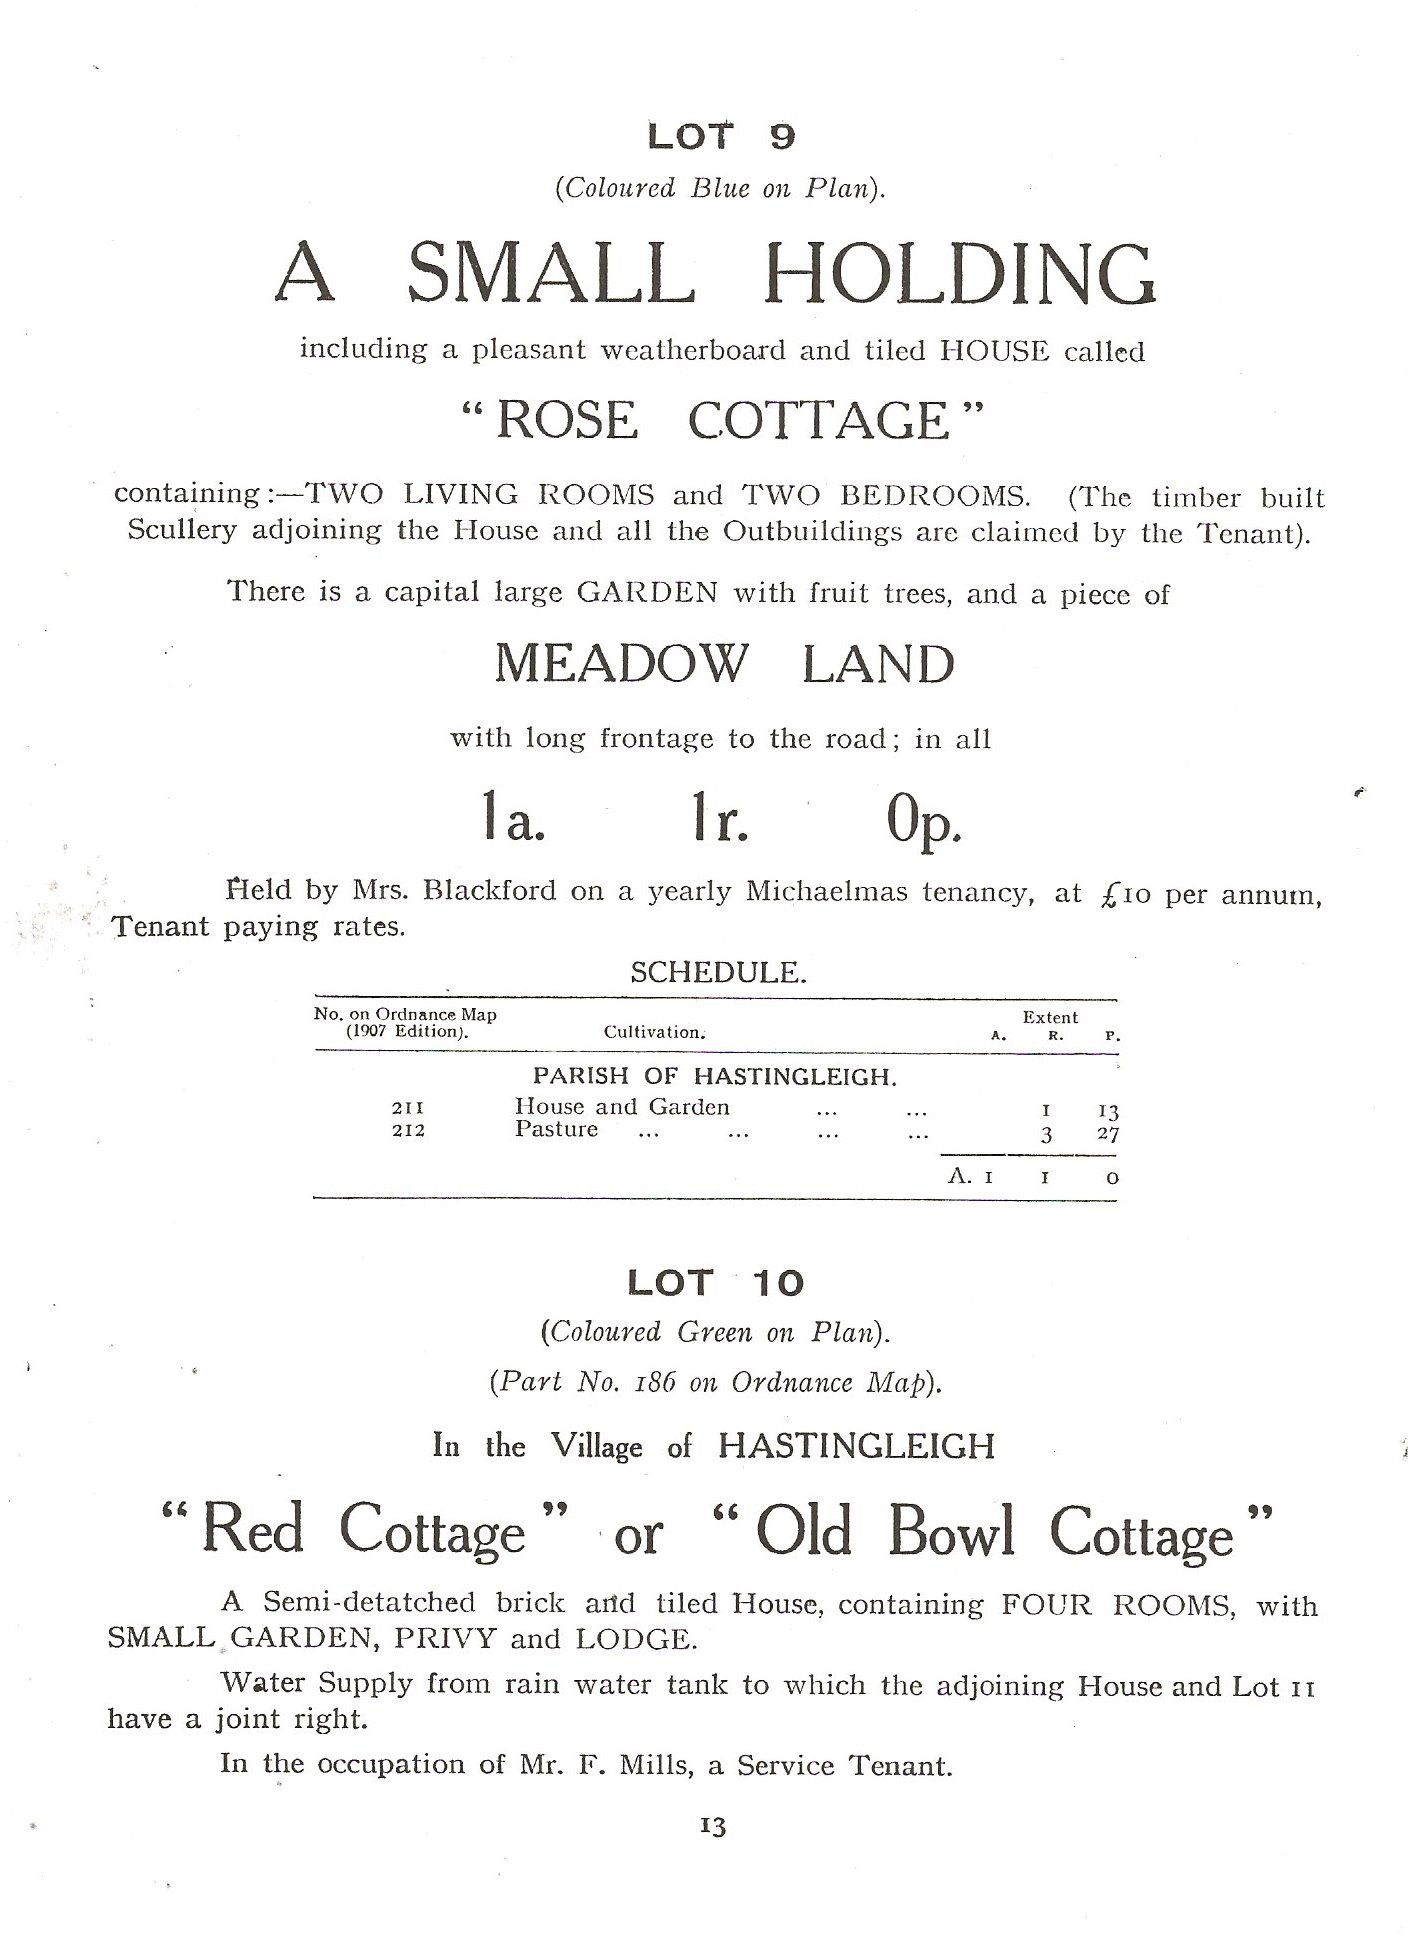 LOT 9
(Coloured Blue on Plan).
A SMALL HOLDING
including a pleasant weatherboard and tiled HOUSE called
“ROSE COTTAGE”
containing:—TWO LIVING ROOMS and TWO BEDROOMS. (The timber built
Scullery adjoining the House and all the Outbuildings are claimed by the Tenant).
There is a capital large GARDEN with fruit trees, and a piece of
MEADOW LAND
with long frontage to the road; in all
1a. 1r. 0p.
Held by Mrs. Blackford on a yearly Michaelmas tenancy, at £10 per annum,
Tenant paying rates.
SCHEDULE.
No. on Ordnance Map Extent
(1907 Edition). Cultivation. A. R. P.
PARISH OF HASTINGLEIGH.
211 House and Garden ... ... 1 13
212 Pasture ... ... ... ... 3 27
A. 1 1 0
LOT 10
(Coloured Green on Plan).
(Part No. 186 on Ordnance Map).
In the Village of HASTINGLEIGH
“Red Cottage” or “Old Bowl Cottage”
A Semi-detatched brick and tiled House, containing FOUR ROOMS, with
SMALL GARDEN, PRIVY and LODGE.
Water Supply from rain water tank to which the adjoining House and Lot 11
have a joint right.
In the occupation of Mr. F. Mills, a Service Tenant.
13